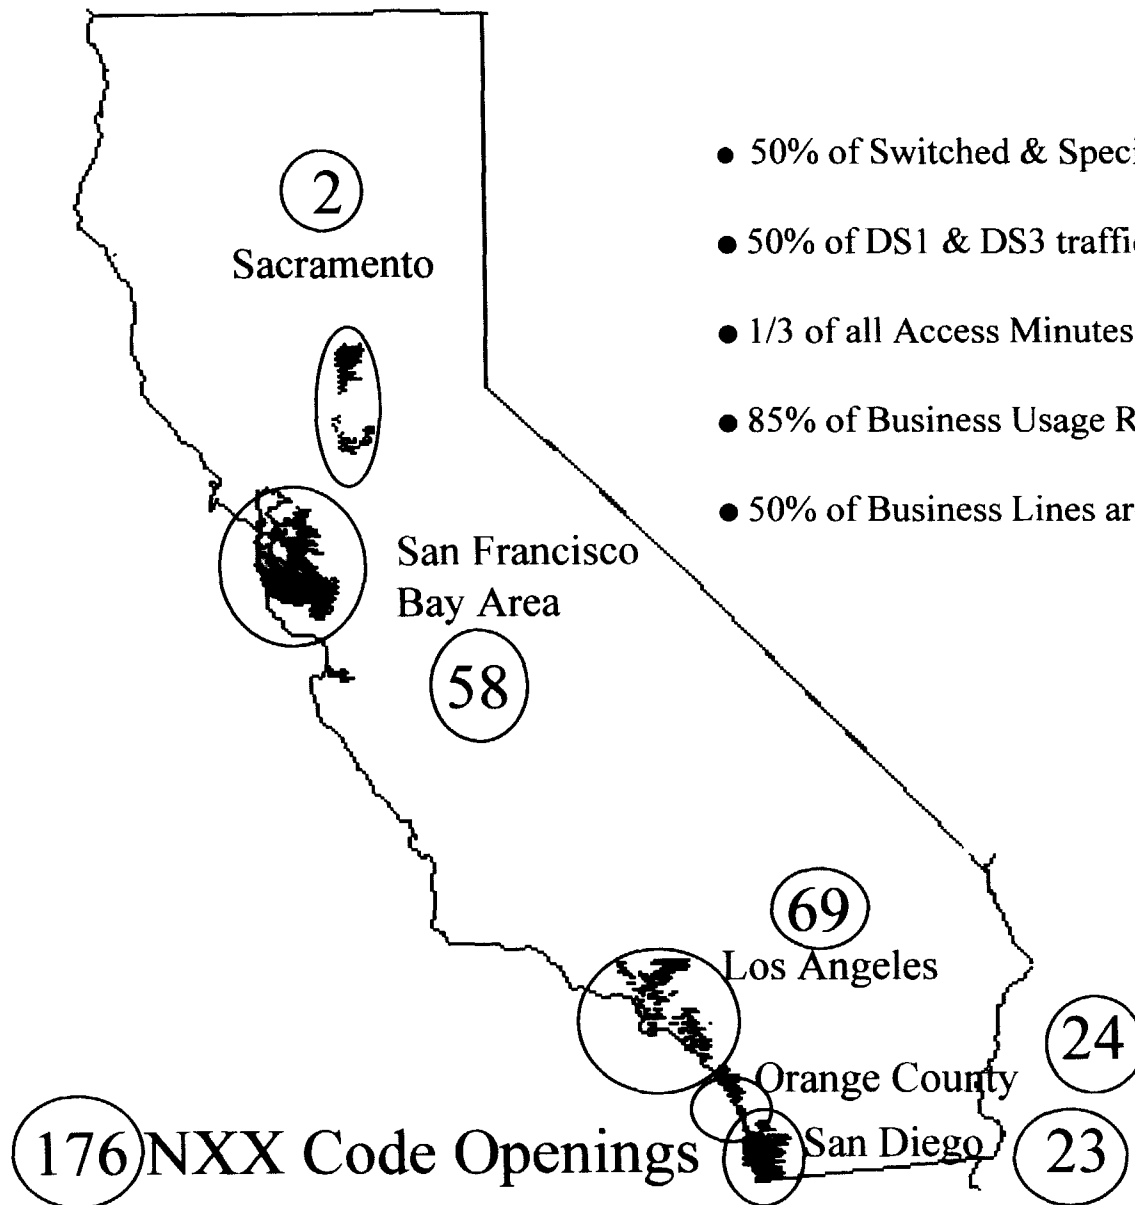 ● 50% of Switched & Speci
2
● 50% of DS1 & DS3 traffi
Sacramento
● 1/3 of all Access Minutes
● 85% of Business Usage R
● 50% of Business Lines ar
San Francisco
Bay Area
58
69
Los Angeles
24
Orange County
176 NXX Code Openings
San Diego
23